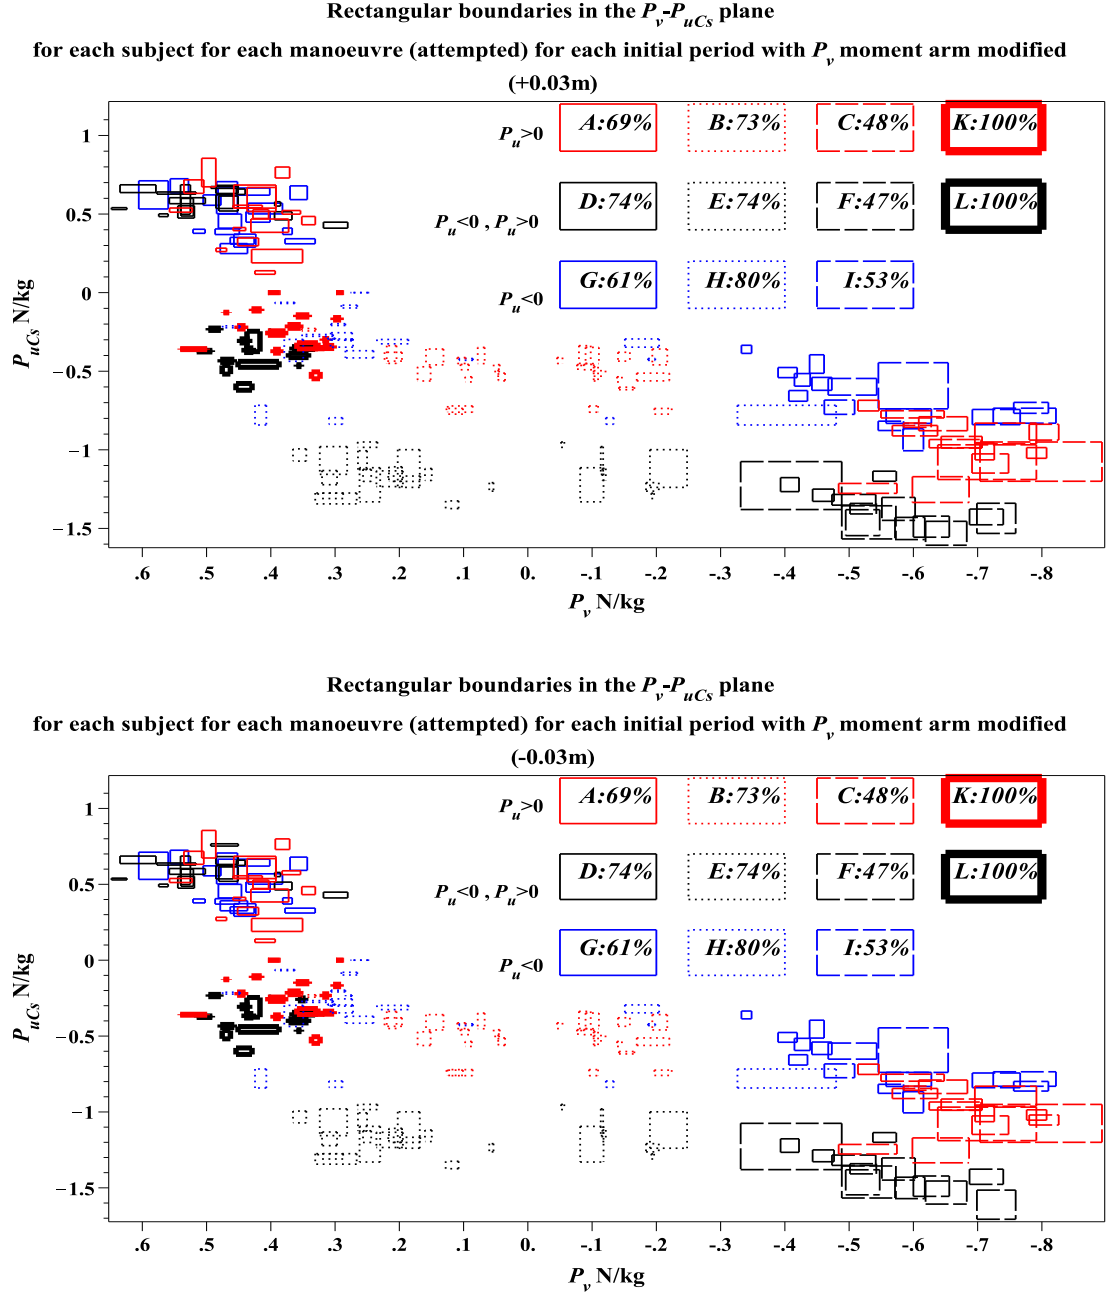 Rectangular boundaries in the Pv-PuCs plane
for each subject for each manoeuvre (attempted) for each initial period with Pv moment arm modified
(+0.03m)
Pu>0 A:69% B:73% C:48% K:100%
Pu<0 , Pu>0 D:74% E:74% F:47% L:100%
Pu<0 G:61% H:80% I:53%
PuCs N/kg
1
0.5
0
−0.5
−1
−1.5
.6 .5 .4 .3 .2 .1 0. -.1 -.2 -.4 -.5 -.6 -.7 -.8
Pv N/kg
Rectangular boundaries in the Pv-PuCs plane
for each subject for each manoeuvre (attempted) for each initial period with Pv moment arm modified
(-0.03m)
Pu>0 A:69% B:73% C:48% K:100%
Pu<0 , Pu>0 D:74% E:74% F:47% L:100%
Pu<0 G:61% H:80% I:53%
PuCs N/kg
1
0.5
0
−0.5
−1
−1.5
.6 .5 .4 .3 .2 .1 0. -.1 -.2 -.4 -.5 -.6 -.7 -.8
Pv N/kg